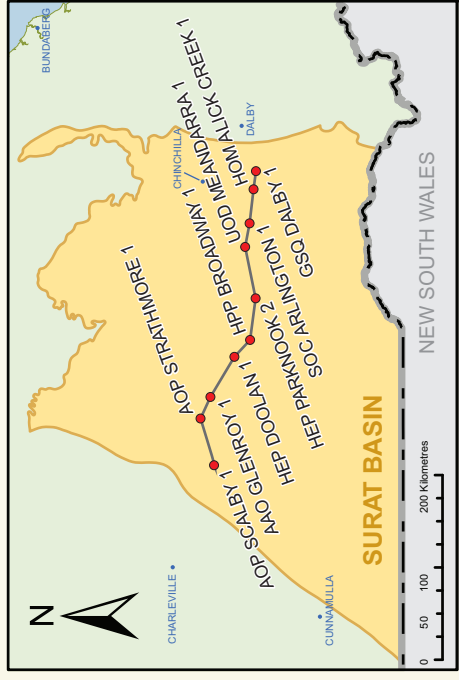 BUNDABERG
CHINCHILLA
DALBY
AOP STRATHMORE 1
HPP BROADWAY 1
UOD MEANDARRA 1
HOM ALICK CREEK 1
AOP SCALBY 1
AAO GLENROY 1
HEP DOOLAN 1
HEP PARKNOOK 2
SOC ARLINGTON 1
GSQ DALBY 1
N
CHARLEVILLE
CUNNAMULLA
SURAT BASIN
NEW SOUTH WALES
0 50 100 200 Kilometres